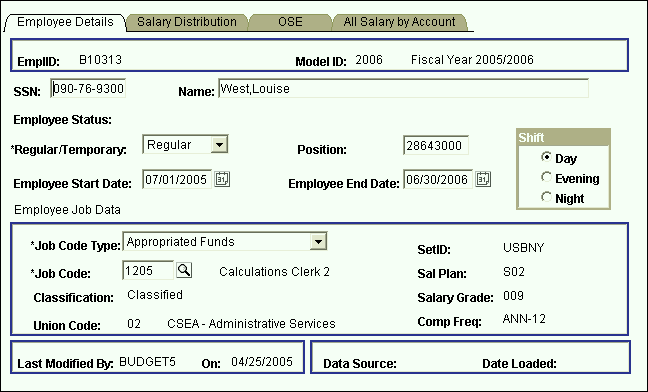 Employee Details Salary Distribution OSE All Salary by Account
EmplID: B10313 Model ID: 2006 Fiscal Year 2005/2006
SSN: 090-76-9300 Name: West,Louise
Employee Status:
*Regular/Temporary: Regular Position: 28643000
Shift
Day
Evening
Night
Employee Start Date: 07/01/2005 Employee End Date: 06/30/2006
Employee Job Data
*Job Code Type: Appropriated Funds SetID: USBNY
*Job Code: 1205 Calculations Clerk 2 Sal Plan: S02
Classification: Classified Salary Grade: 009
Union Code: 02 CSEA - Administrative Services Comp Freq: ANN-12
Last Modified By: BUDGET5 On: 04/25/2005 Data Source: Date Loaded: